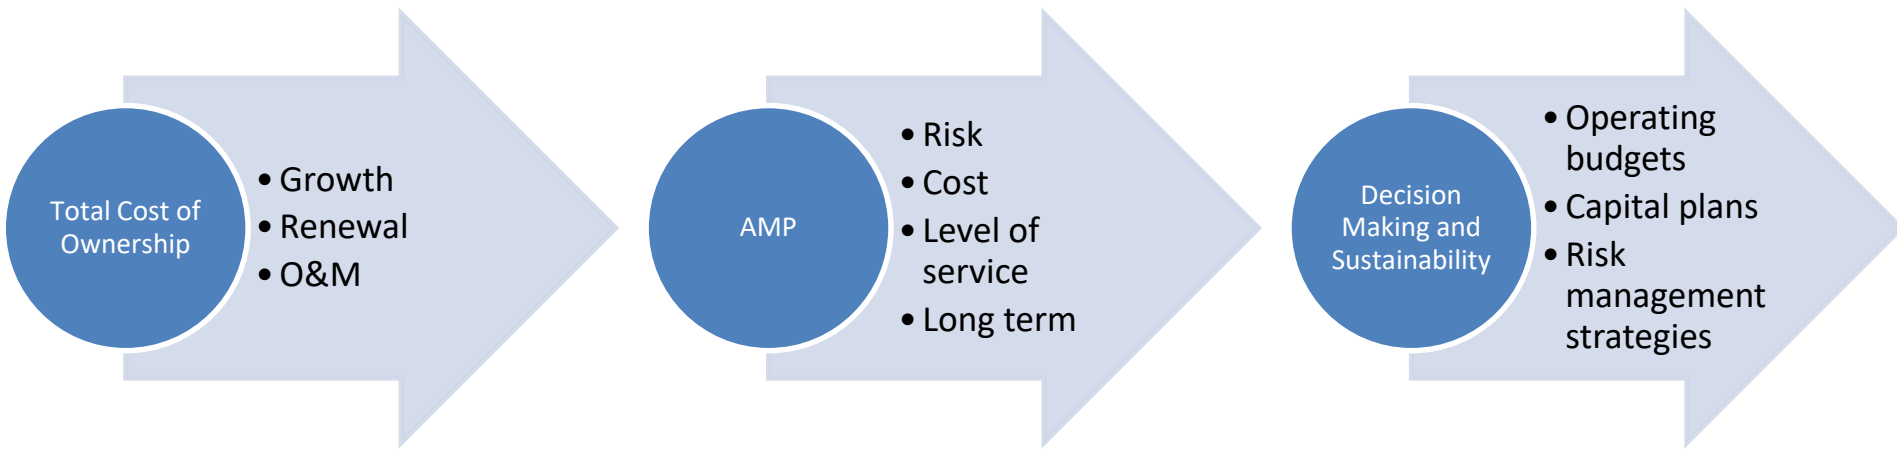 Total Cost of
Ownership
• Growth
• Renewal
• O&M
AMP
• Risk
• Cost
• Level of
service
• Long term
Decision
Making and
Sustainability
• Operating
budgets
• Capital plans
• Risk
management
strategies